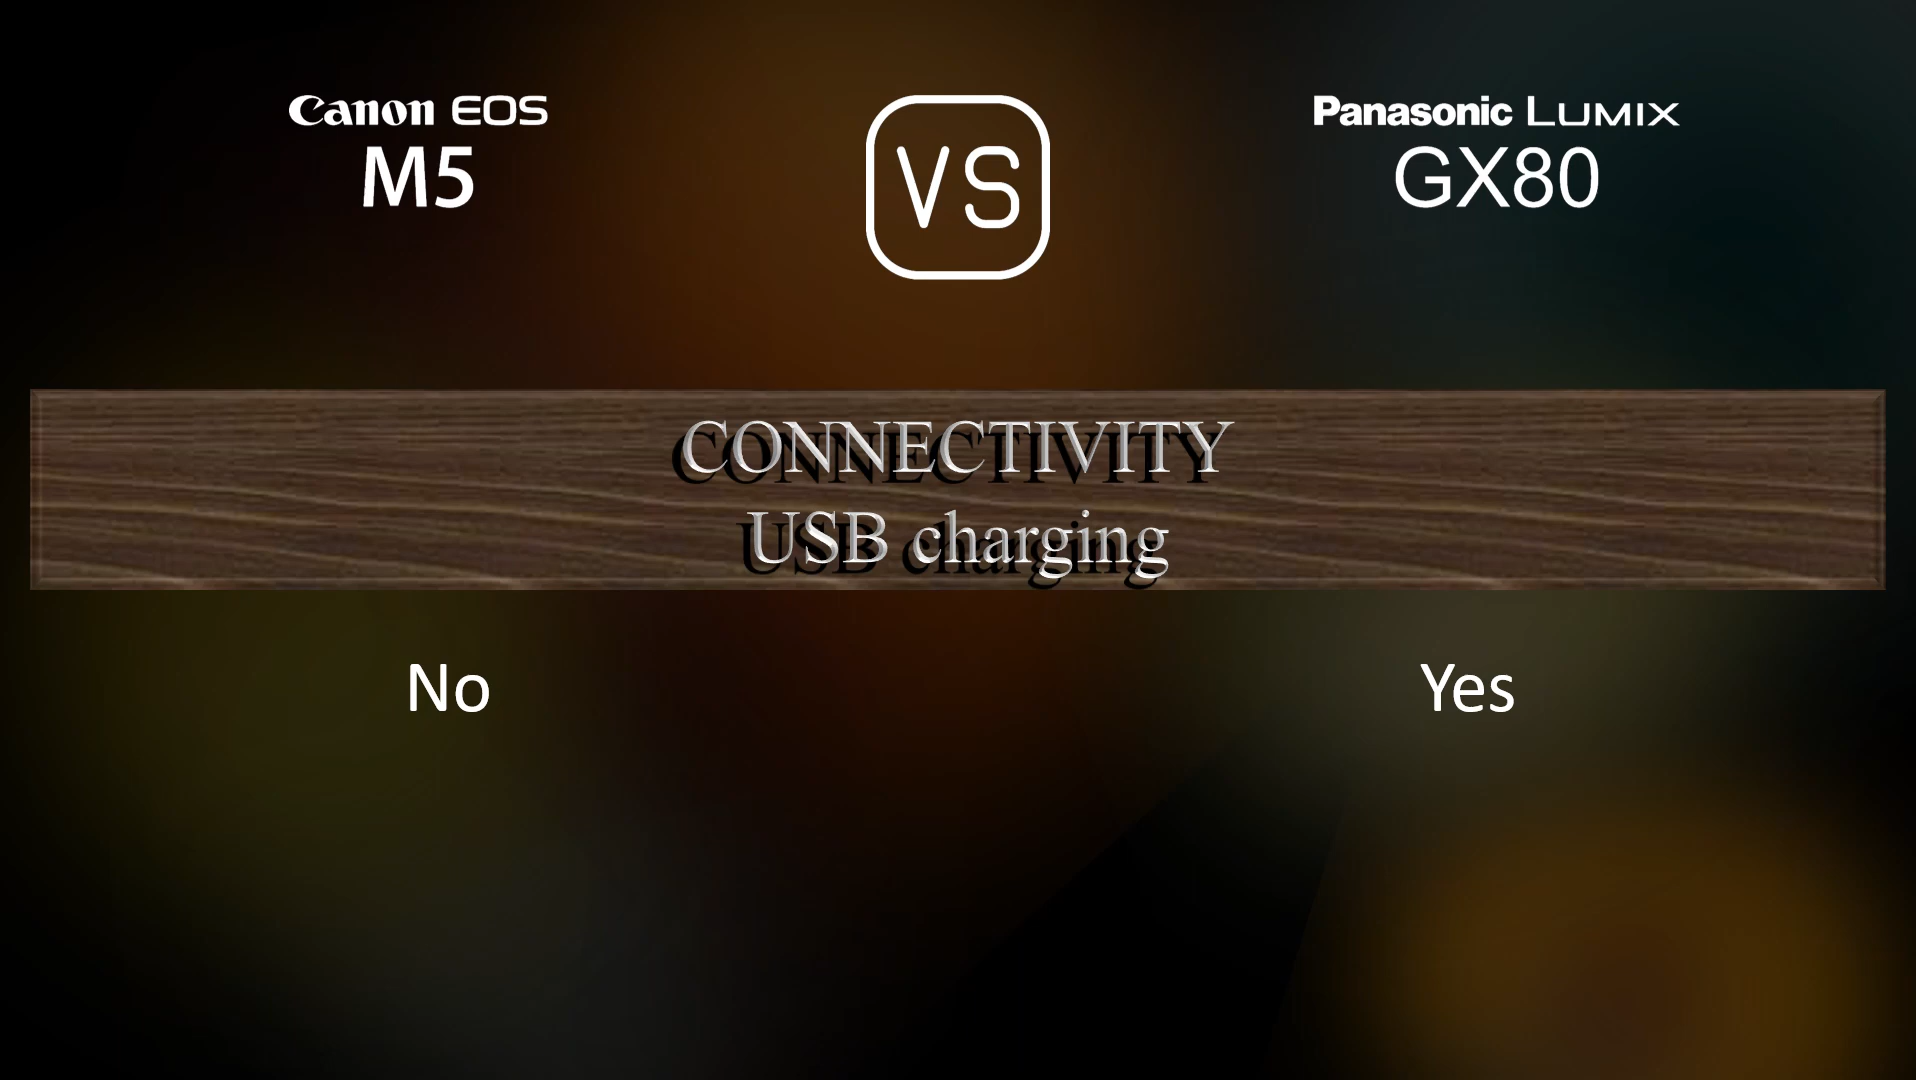 Canon EOS
M5
VS
Panasonic LUMIX
GX80
CONNECTIVITY
USB charging
No
Yes